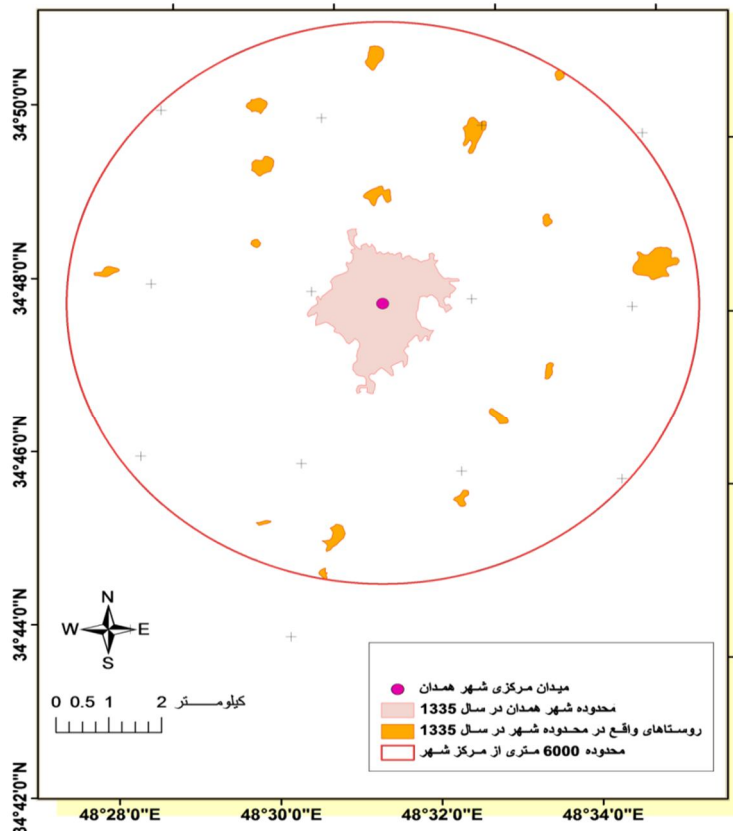 34°50'0"N
34°48'0"N
34°46'0"N
34°44'0"N
34°42'0"N
N
W E
S
0 0.5 1 2 کیلومـــــتر
میدان مرکزی شهر همدان
محدوده شهر همدان در سال 1335
روستاهای واقع در محدوده شهر در سال 1335
محدوده 6000 متری از مرکز شهر
48°28'0"E 48°30'0"E 48°32'0"E 48°34'0"E